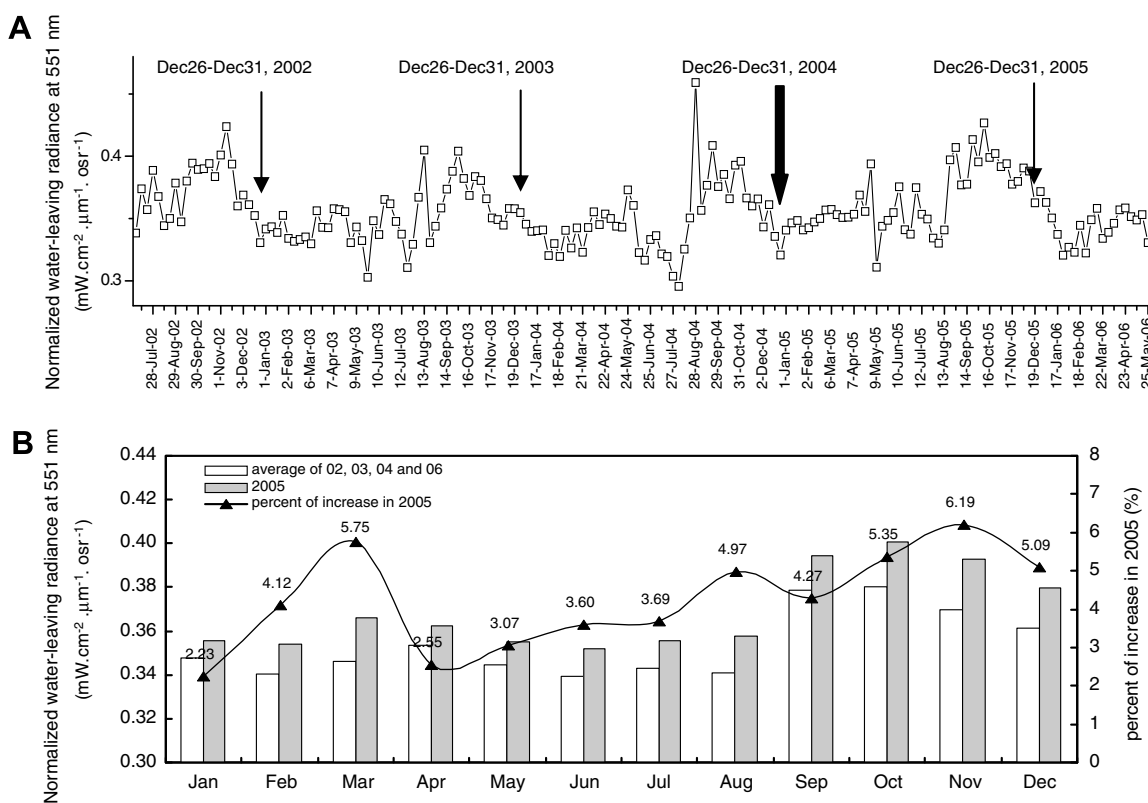 A
Normalized water-leaving radiance at 551 nm
(mW.cm-2 .µm-1. osr-1)
Dec26-Dec31, 2002
Dec26-Dec31, 2003
Dec26-Dec31, 2004
Dec26-Dec31, 2005
0.4
0.3
28-Jul-02
29-Aug-02
30-Sep-02
1-Nov-02
3-Dec-02
1-Jan-03
2-Feb-03
6-Mar-03
7-Apr-03
9-May-03
10-Jun-03
12-Jul-03
13-Aug-03
14-Sep-03
16-Oct-03
17-Nov-03
19-Dec-03
17-Jan-04
18-Feb-04
21-Mar-04
22-Apr-04
24-May-04
25-Jun-04
27-Jul-04
28-Aug-04
29-Sep-04
31-Oct-04
2-Dec-04
1-Jan-05
2-Feb-05
6-Mar-05
7-Apr-05
9-May-05
10-Jun-05
12-Jul-05
13-Aug-05
14-Sep-05
16-Oct-05
17-Nov-05
19-Dec-05
17-Jan-06
18-Feb-06
22-Mar-06
23-Apr-06
25-May-06
B
Normalized water-leaving radiance at 551 nm
(mW.cm-2 .µm-1. osr-1)
0.44
0.42
0.40
0.38
0.36
0.34
0.32
0.30
average of 02, 03, 04 and 06
2005
percent of increase in 2005
2.23
4.12
5.75
2.55
3.07
3.60
3.69
4.97
4.27
5.35
6.19
5.09
8
7
6
5
4
3
2
1
0
percent of increase in 2005 (%)
Jan Feb Mar Apr May Jun Jul Aug Sep Oct Nov Dec